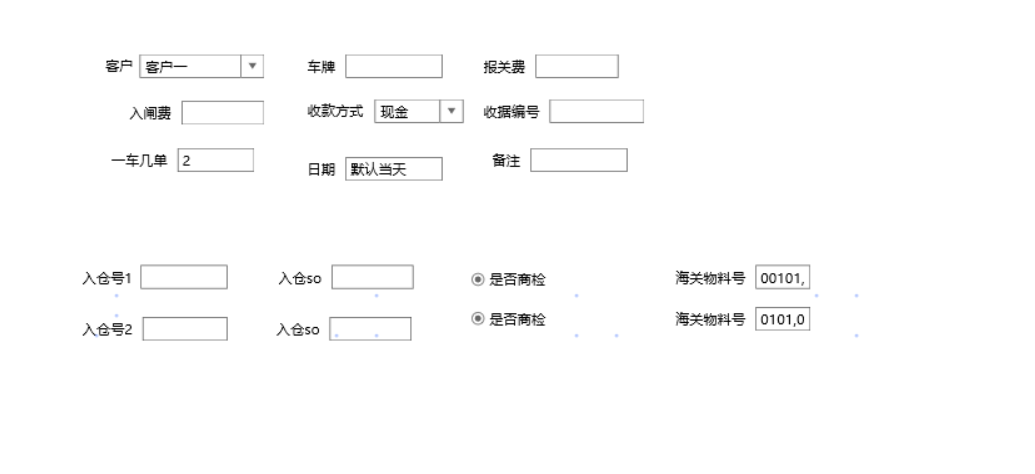 客户 客户一 车牌 报关费
入闸费 收款方式 现金 收据编号
一车几单 2 日期 默认当天 备注
入仓号1 入仓so 是否商检 海关物料号 00101,
入仓号2 入仓so 是否商检 海关物料号 0101,0